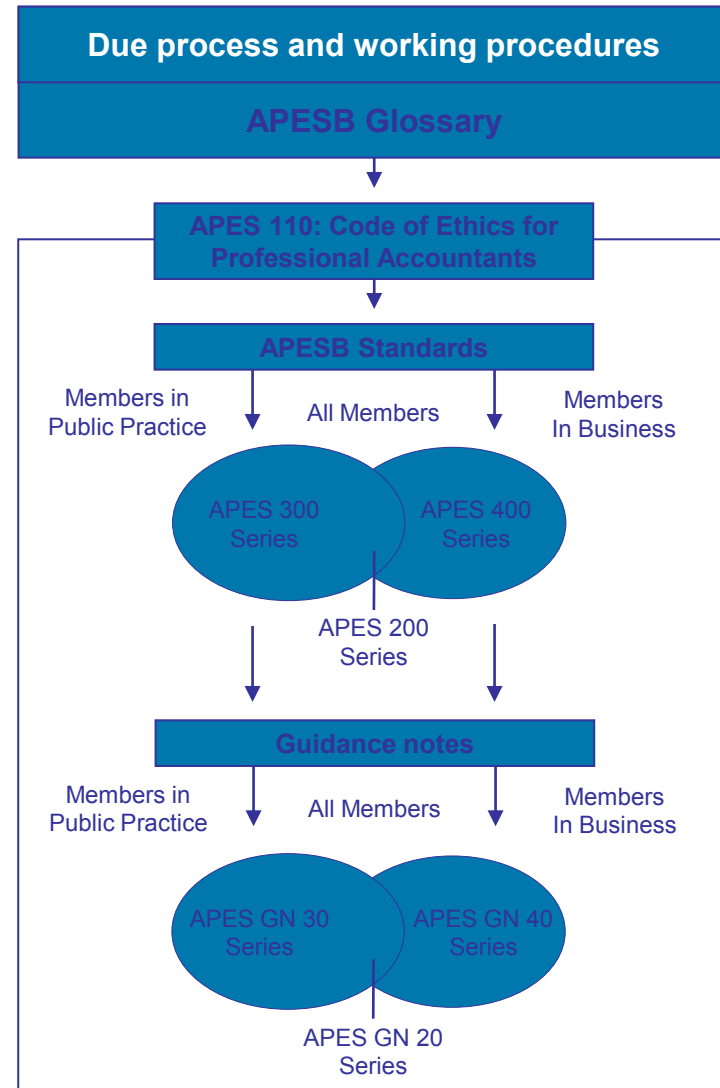 Due process and working procedures
APESB Glossary
APES 110: Code of Ethics for
Professional Accountants
APESB Standards
Members in
Public Practice
All Members
Members
In Business
APES 300
Series
APES 400
Series
APES 200
Series
Guidance notes
Members in
Public Practice
All Members
Members
In Business
APES GN 30
Series
APES GN 40
Series
APES GN 20
Series